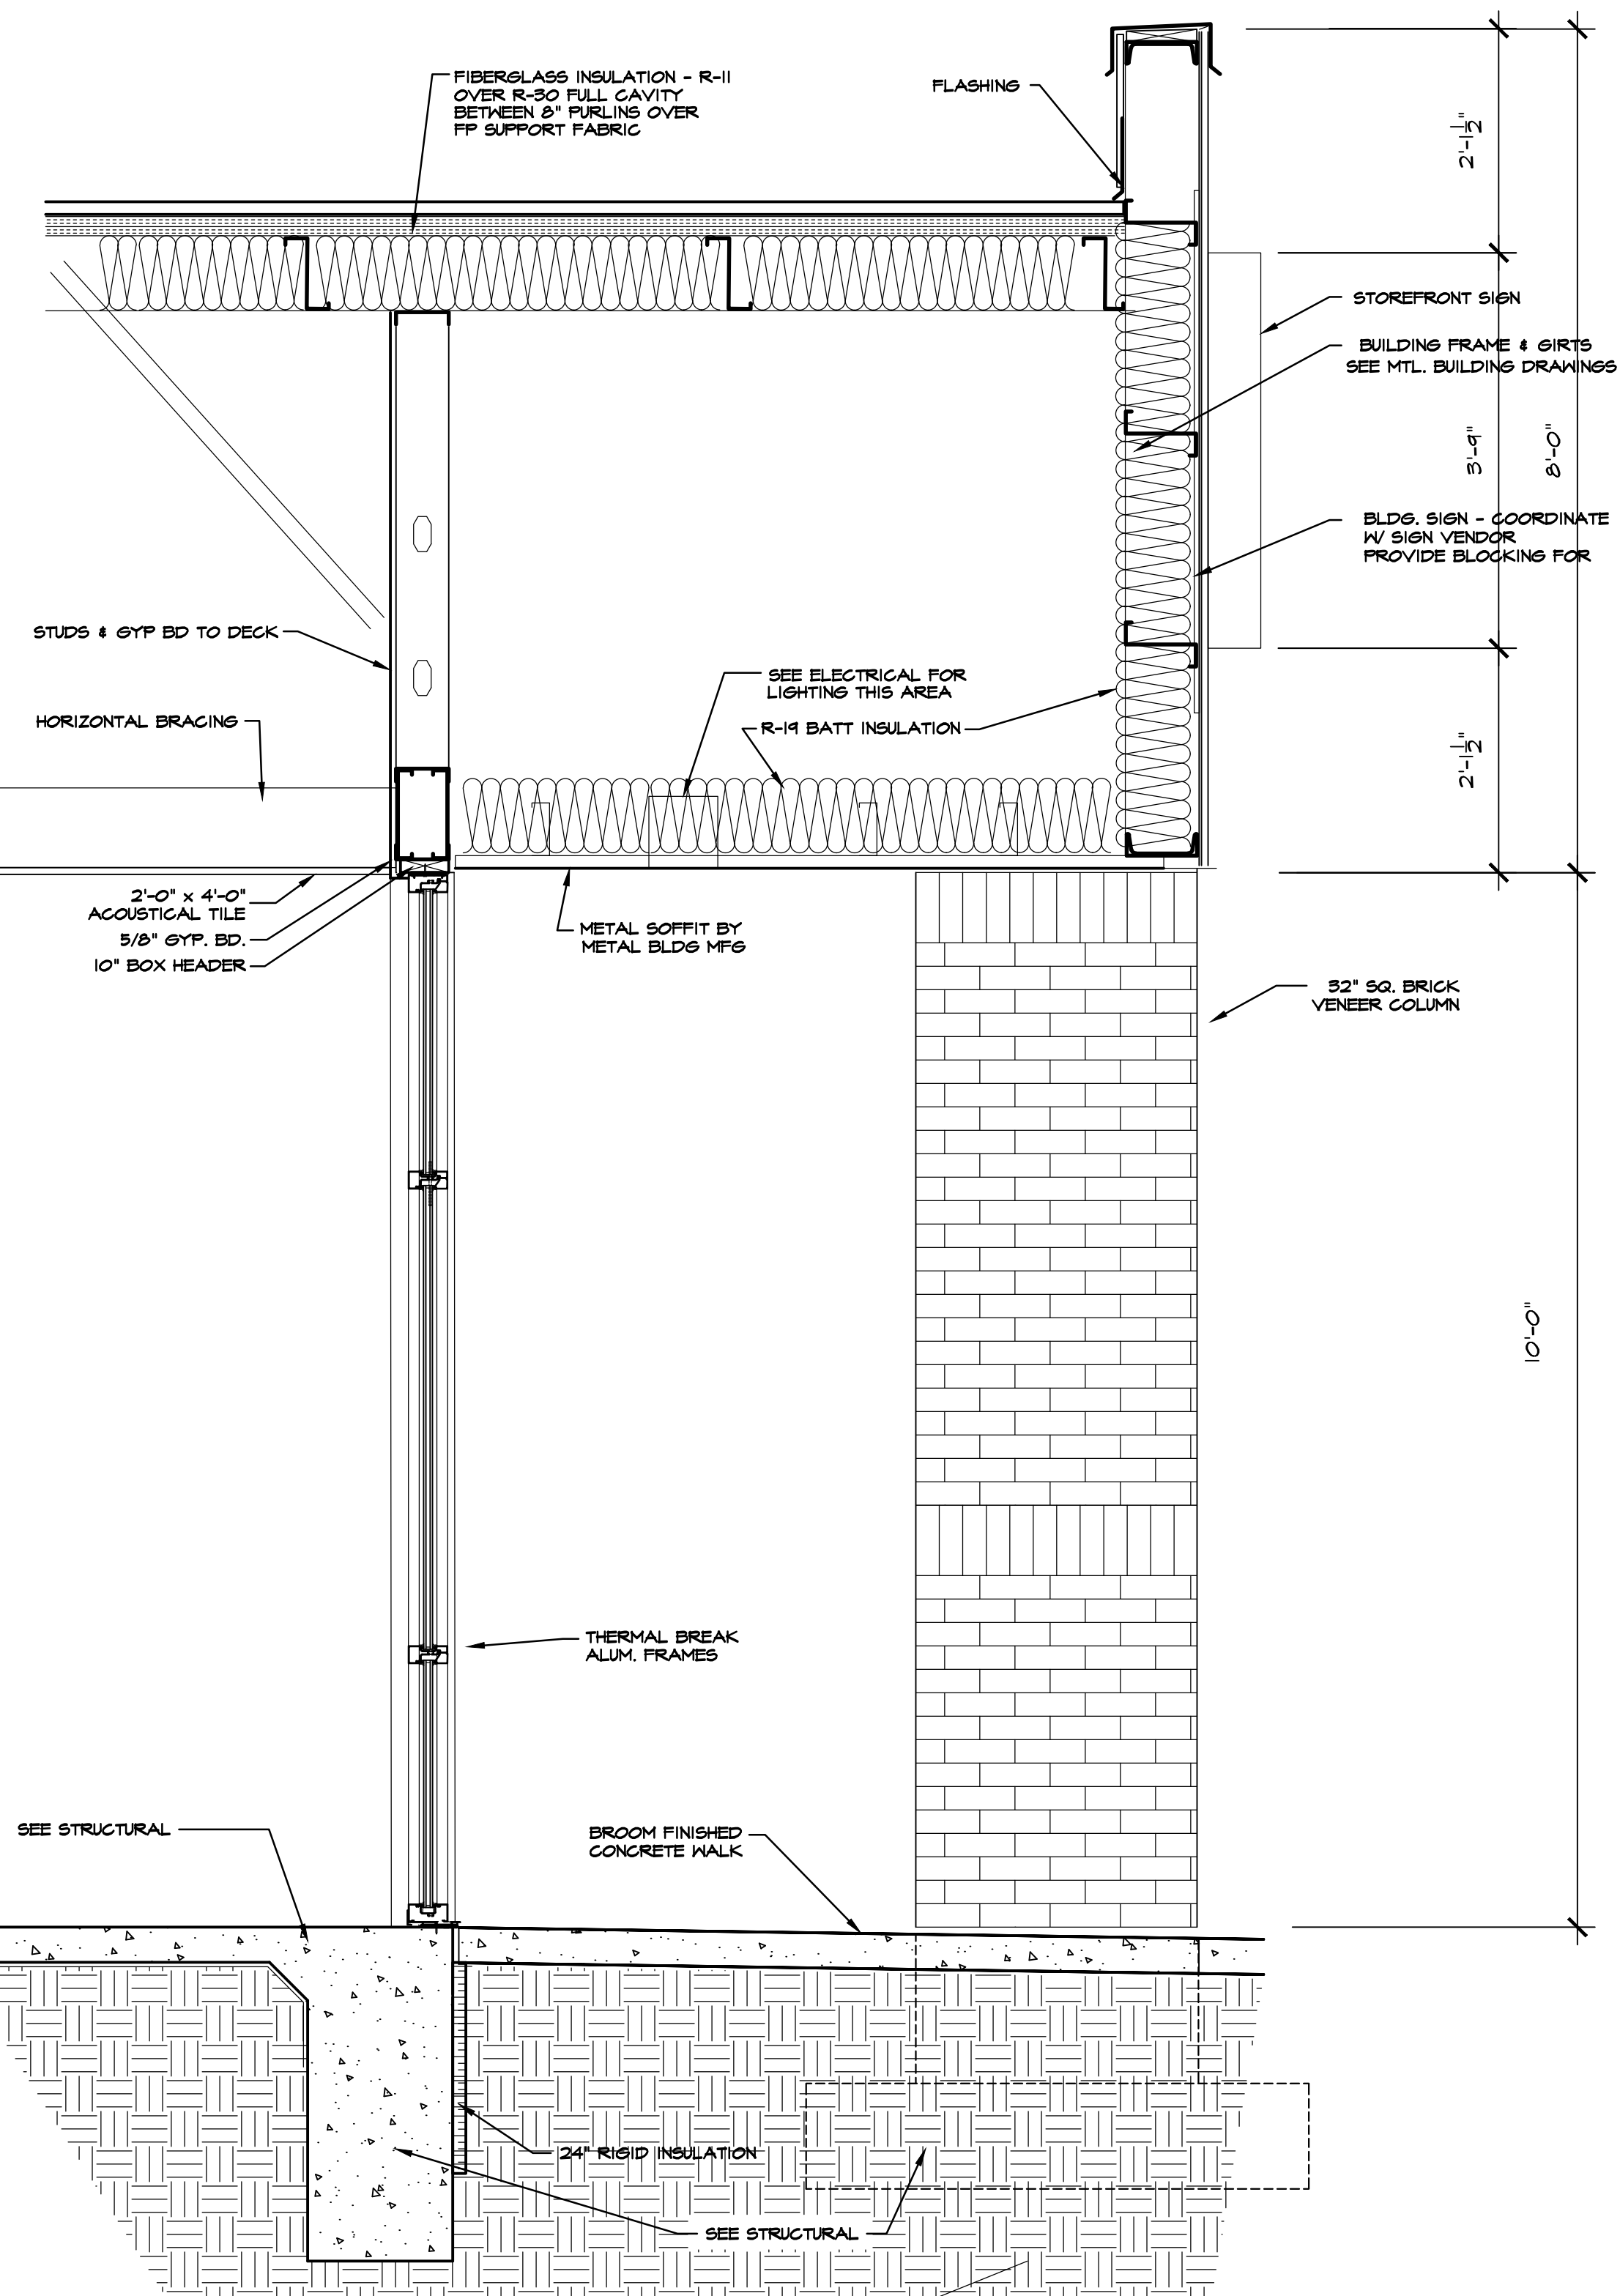 FIBERGLASS INSULATION - R-11
OVER R-30 FULL CAVITY
BETWEEN 8" PURLINS OVER
FP SUPPORT FABRIC
FLASHING
2'-1 1/2"
STOREFRONT SIGN
BUILDING FRAME & GIRTS
SEE MTL. BUILDING DRAWINGS
3'-9"
8'-0"
BLDG. SIGN - COORDINATE
W/ SIGN VENDOR
PROVIDE BLOCKING FOR
STUDS & GYP BD TO DECK
SEE ELECTRICAL FOR
LIGHTING THIS AREA
HORIZONTAL BRACING
R-19 BATT INSULATION
2'-1 1/2"
2'-0" x 4'-0"
ACOUSTICAL TILE
5/8" GYP. BD.
10" BOX HEADER
METAL SOFFIT BY
METAL BLDG MFG
32" SQ. BRICK
VENEER COLUMN
10'-0"
THERMAL BREAK
ALUM. FRAMES
SEE STRUCTURAL
BROOM FINISHED
CONCRETE WALK
24" RIGID INSULATION
SEE STRUCTURAL